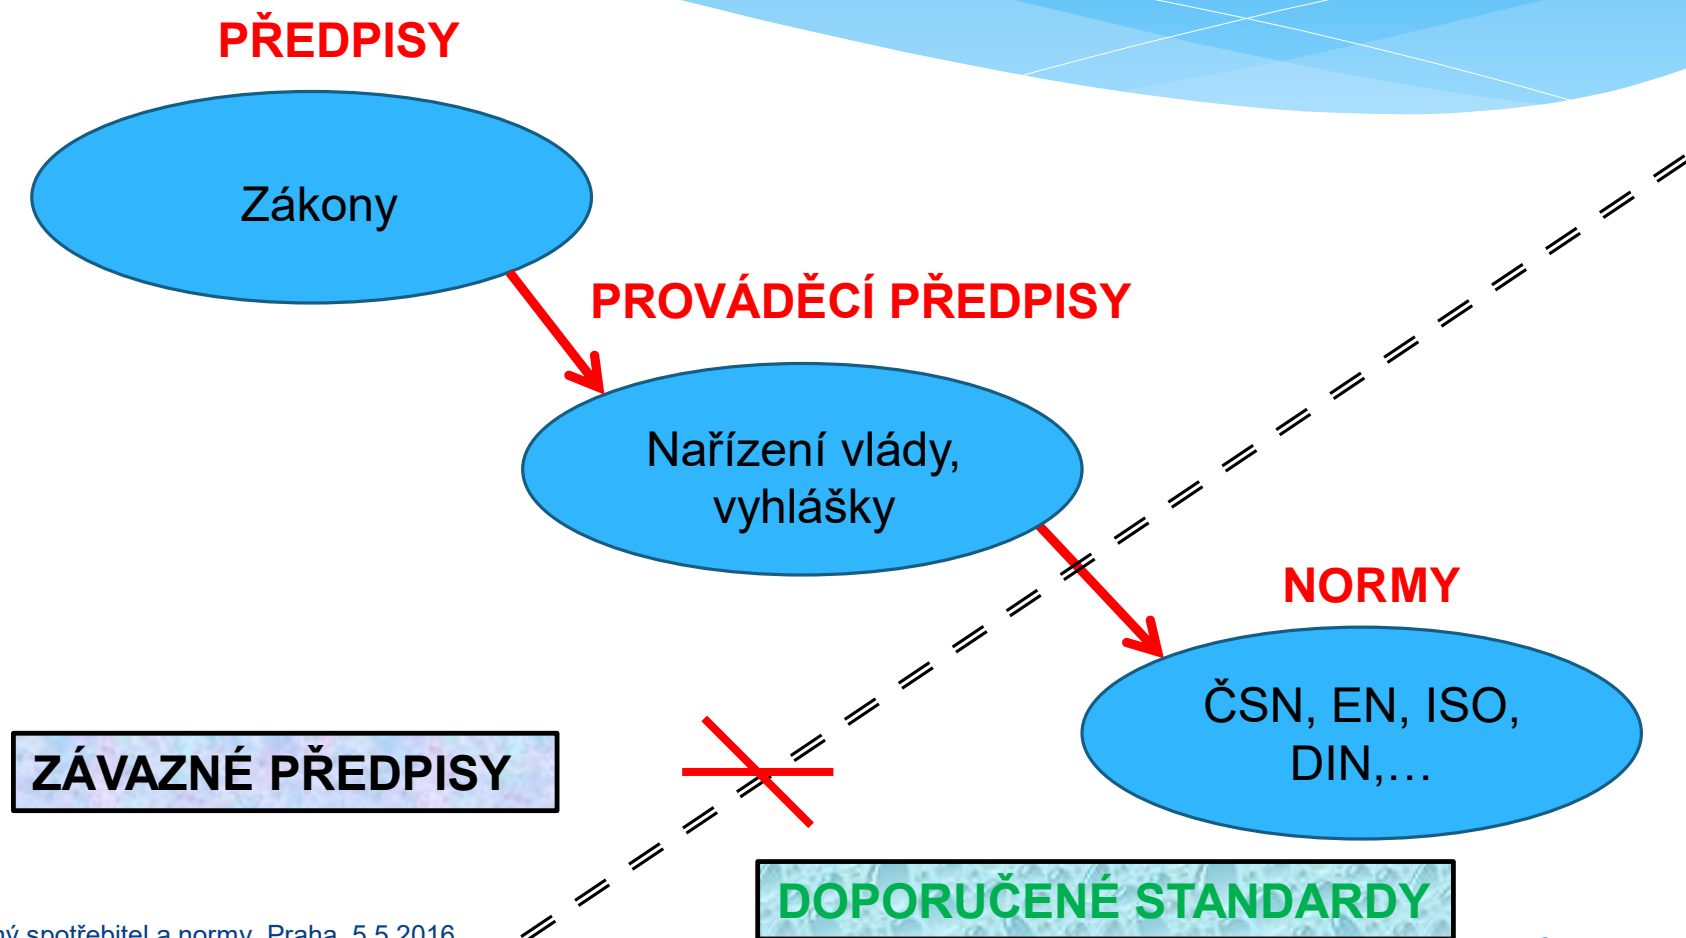 PŘEDPISY
Zákony
PROVÁDĚCÍ PŘEDPISY
Nařízení vlády,
vyhlášky
NORMY
ČSN, EN, ISO,
DIN,…
ZÁVAZNÉ PŘEDPISY
DOPORUČENÉ STANDARDY
spotřebitel a normy, Praha, 5.5.2016